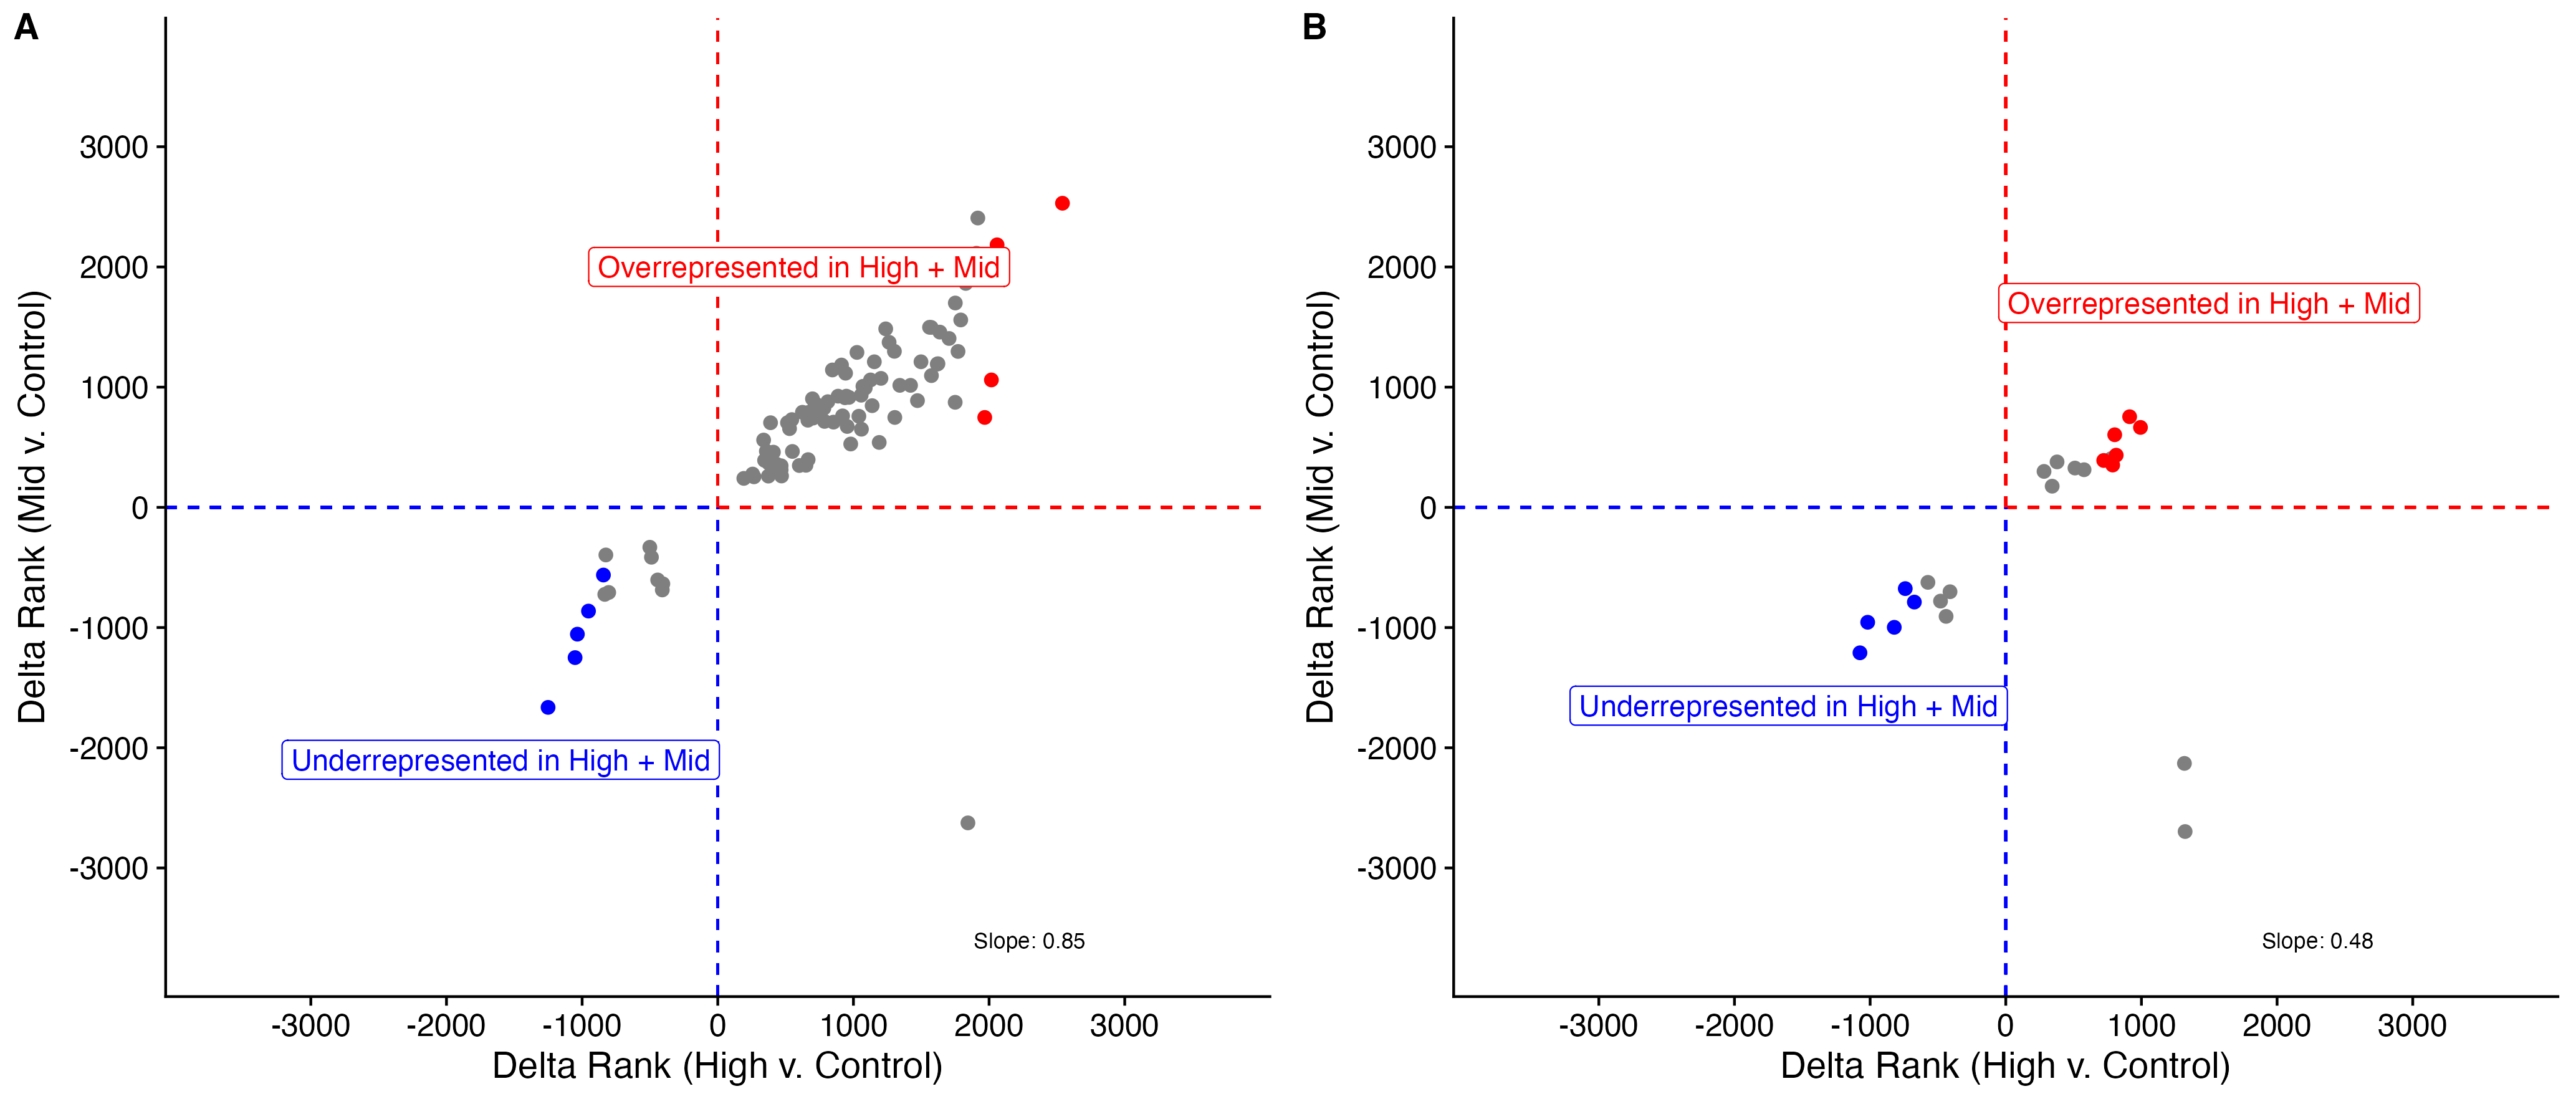 A
Delta Rank (Mid v. Control)
3000
2000
1000
0
-1000
-2000
-3000
Overrepresented in High + Mid
Underrepresented in High + Mid
Slope: 0.85
-3000 -2000 -1000 0 1000 2000 3000
Delta Rank (High v. Control)
B
Delta Rank (Mid v. Control)
3000
2000
1000
0
-1000
-2000
-3000
Overrepresented in High + Mid
Underrepresented in High + Mid
Slope: 0.48
-3000 -2000 -1000 0 1000 2000 3000
Delta Rank (High v. Control)